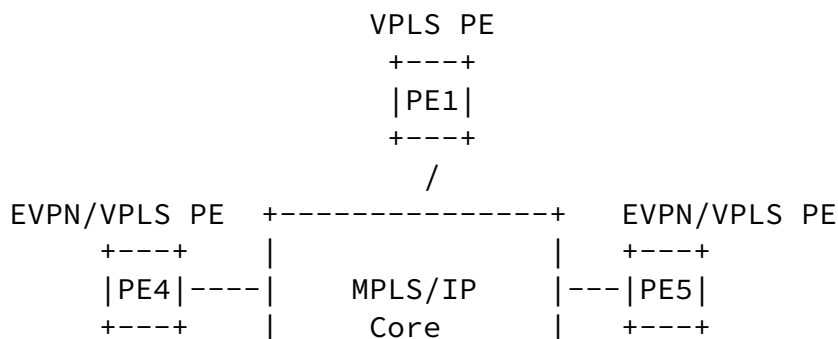 VPLS PE
                     +---+
                     |PE1|
                     +---+
                       /
EVPN/VPLS PE  +---------------+   EVPN/VPLS PE
     +---+    |               |   +---+
     |PE4|----|    MPLS/IP    |---|PE5|
     +---+    |     Core      |   +---+